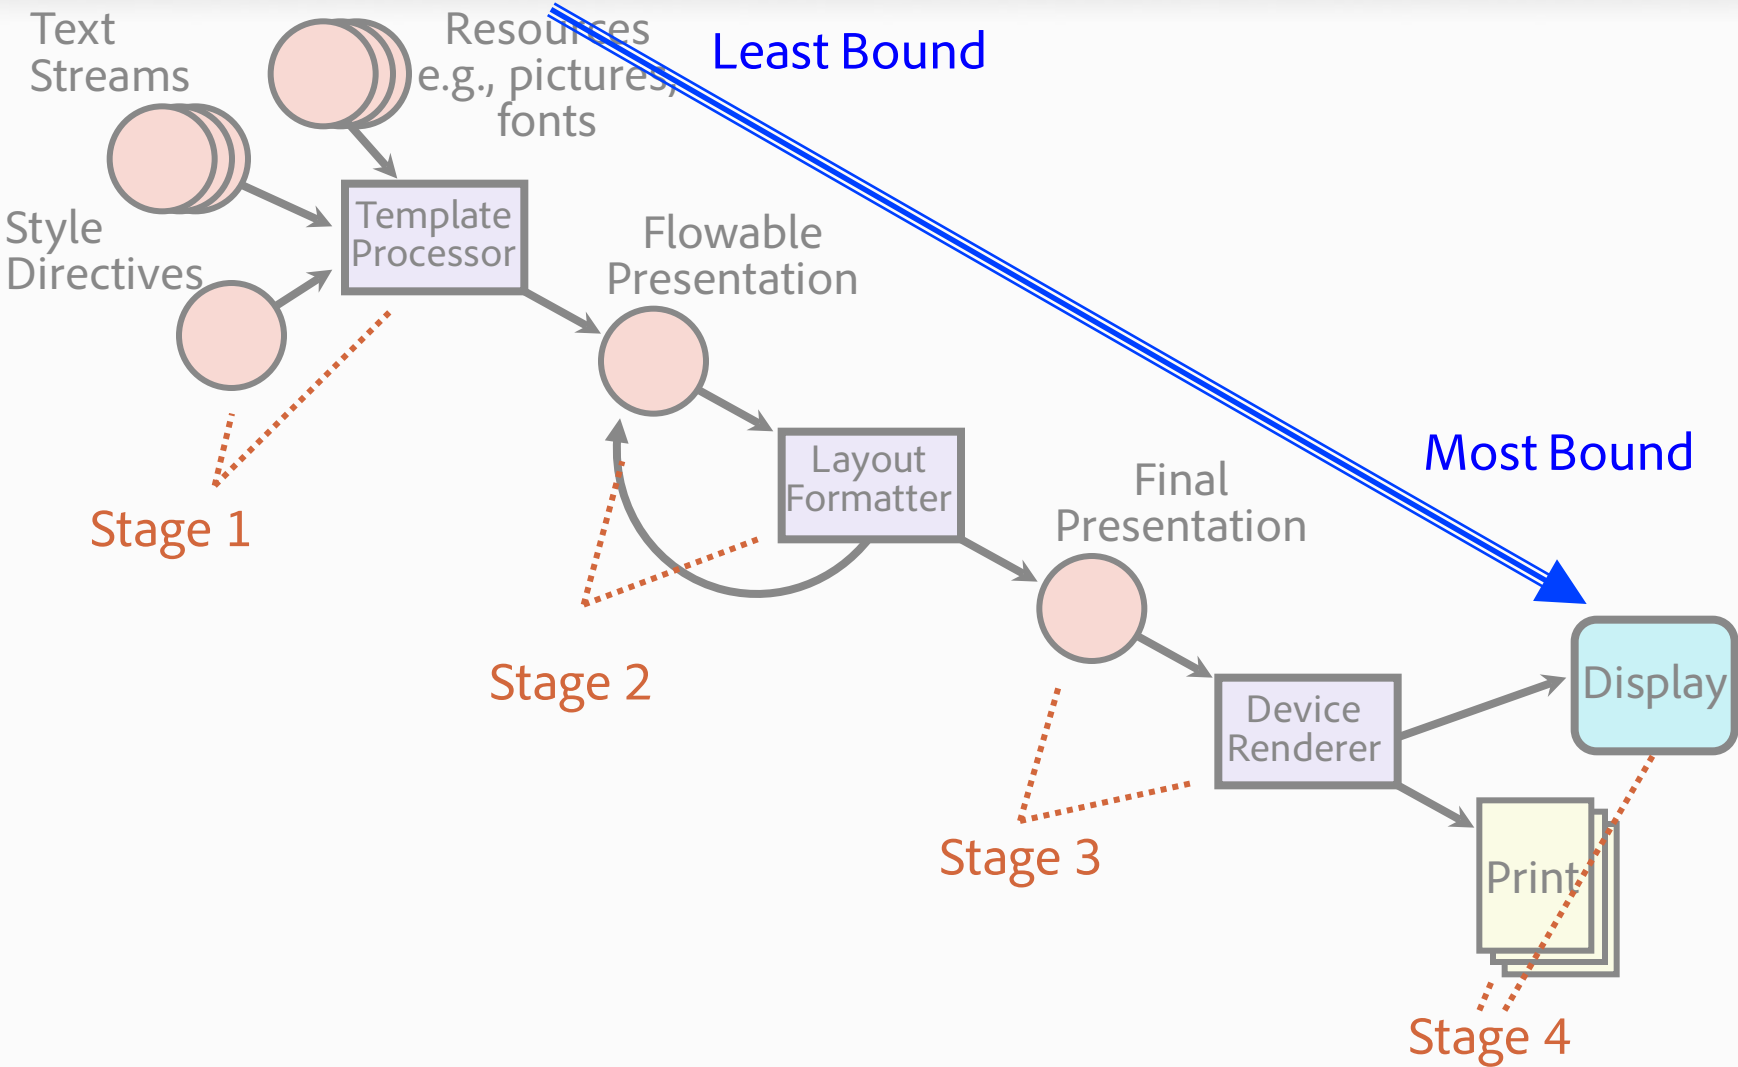 Text
Streams
Resources
e.g., pictures,
fonts
Least Bound
Style
Directives
Template
Processor
Flowable
Presentation
Layout
Formatter
Most Bound
Final
Presentation
Stage 1
Stage 2
Device
Renderer
Display
Stage 3
Print
Stage 4